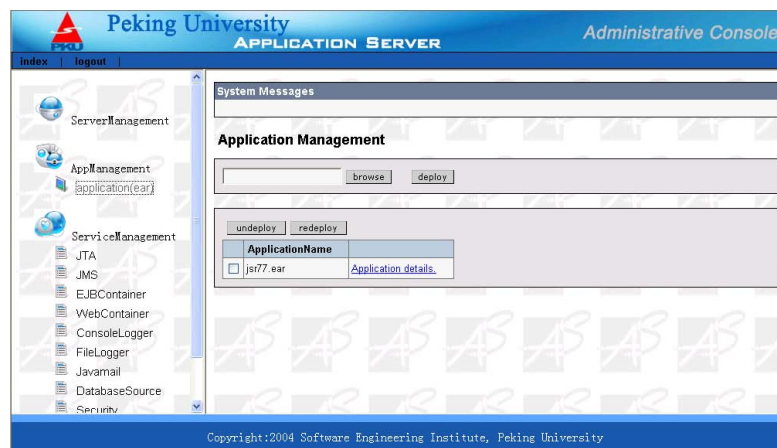 Peking University
APPLICATION SERVER
Administrative Console
PKU
index | logout |
ServerManagement
AppManagement
application(ear)
ServiceManagement
JTA
JMS
EJBContainer
WebContainer
ConsoleLogger
FileLogger
Javamail
DatabaseSource
Security
System Messages
Application Management
browse deploy
undeploy redeploy
ApplicationName
jsr77.ear Application details.
Copyright:2004 Software Engineering Institute, Peking University